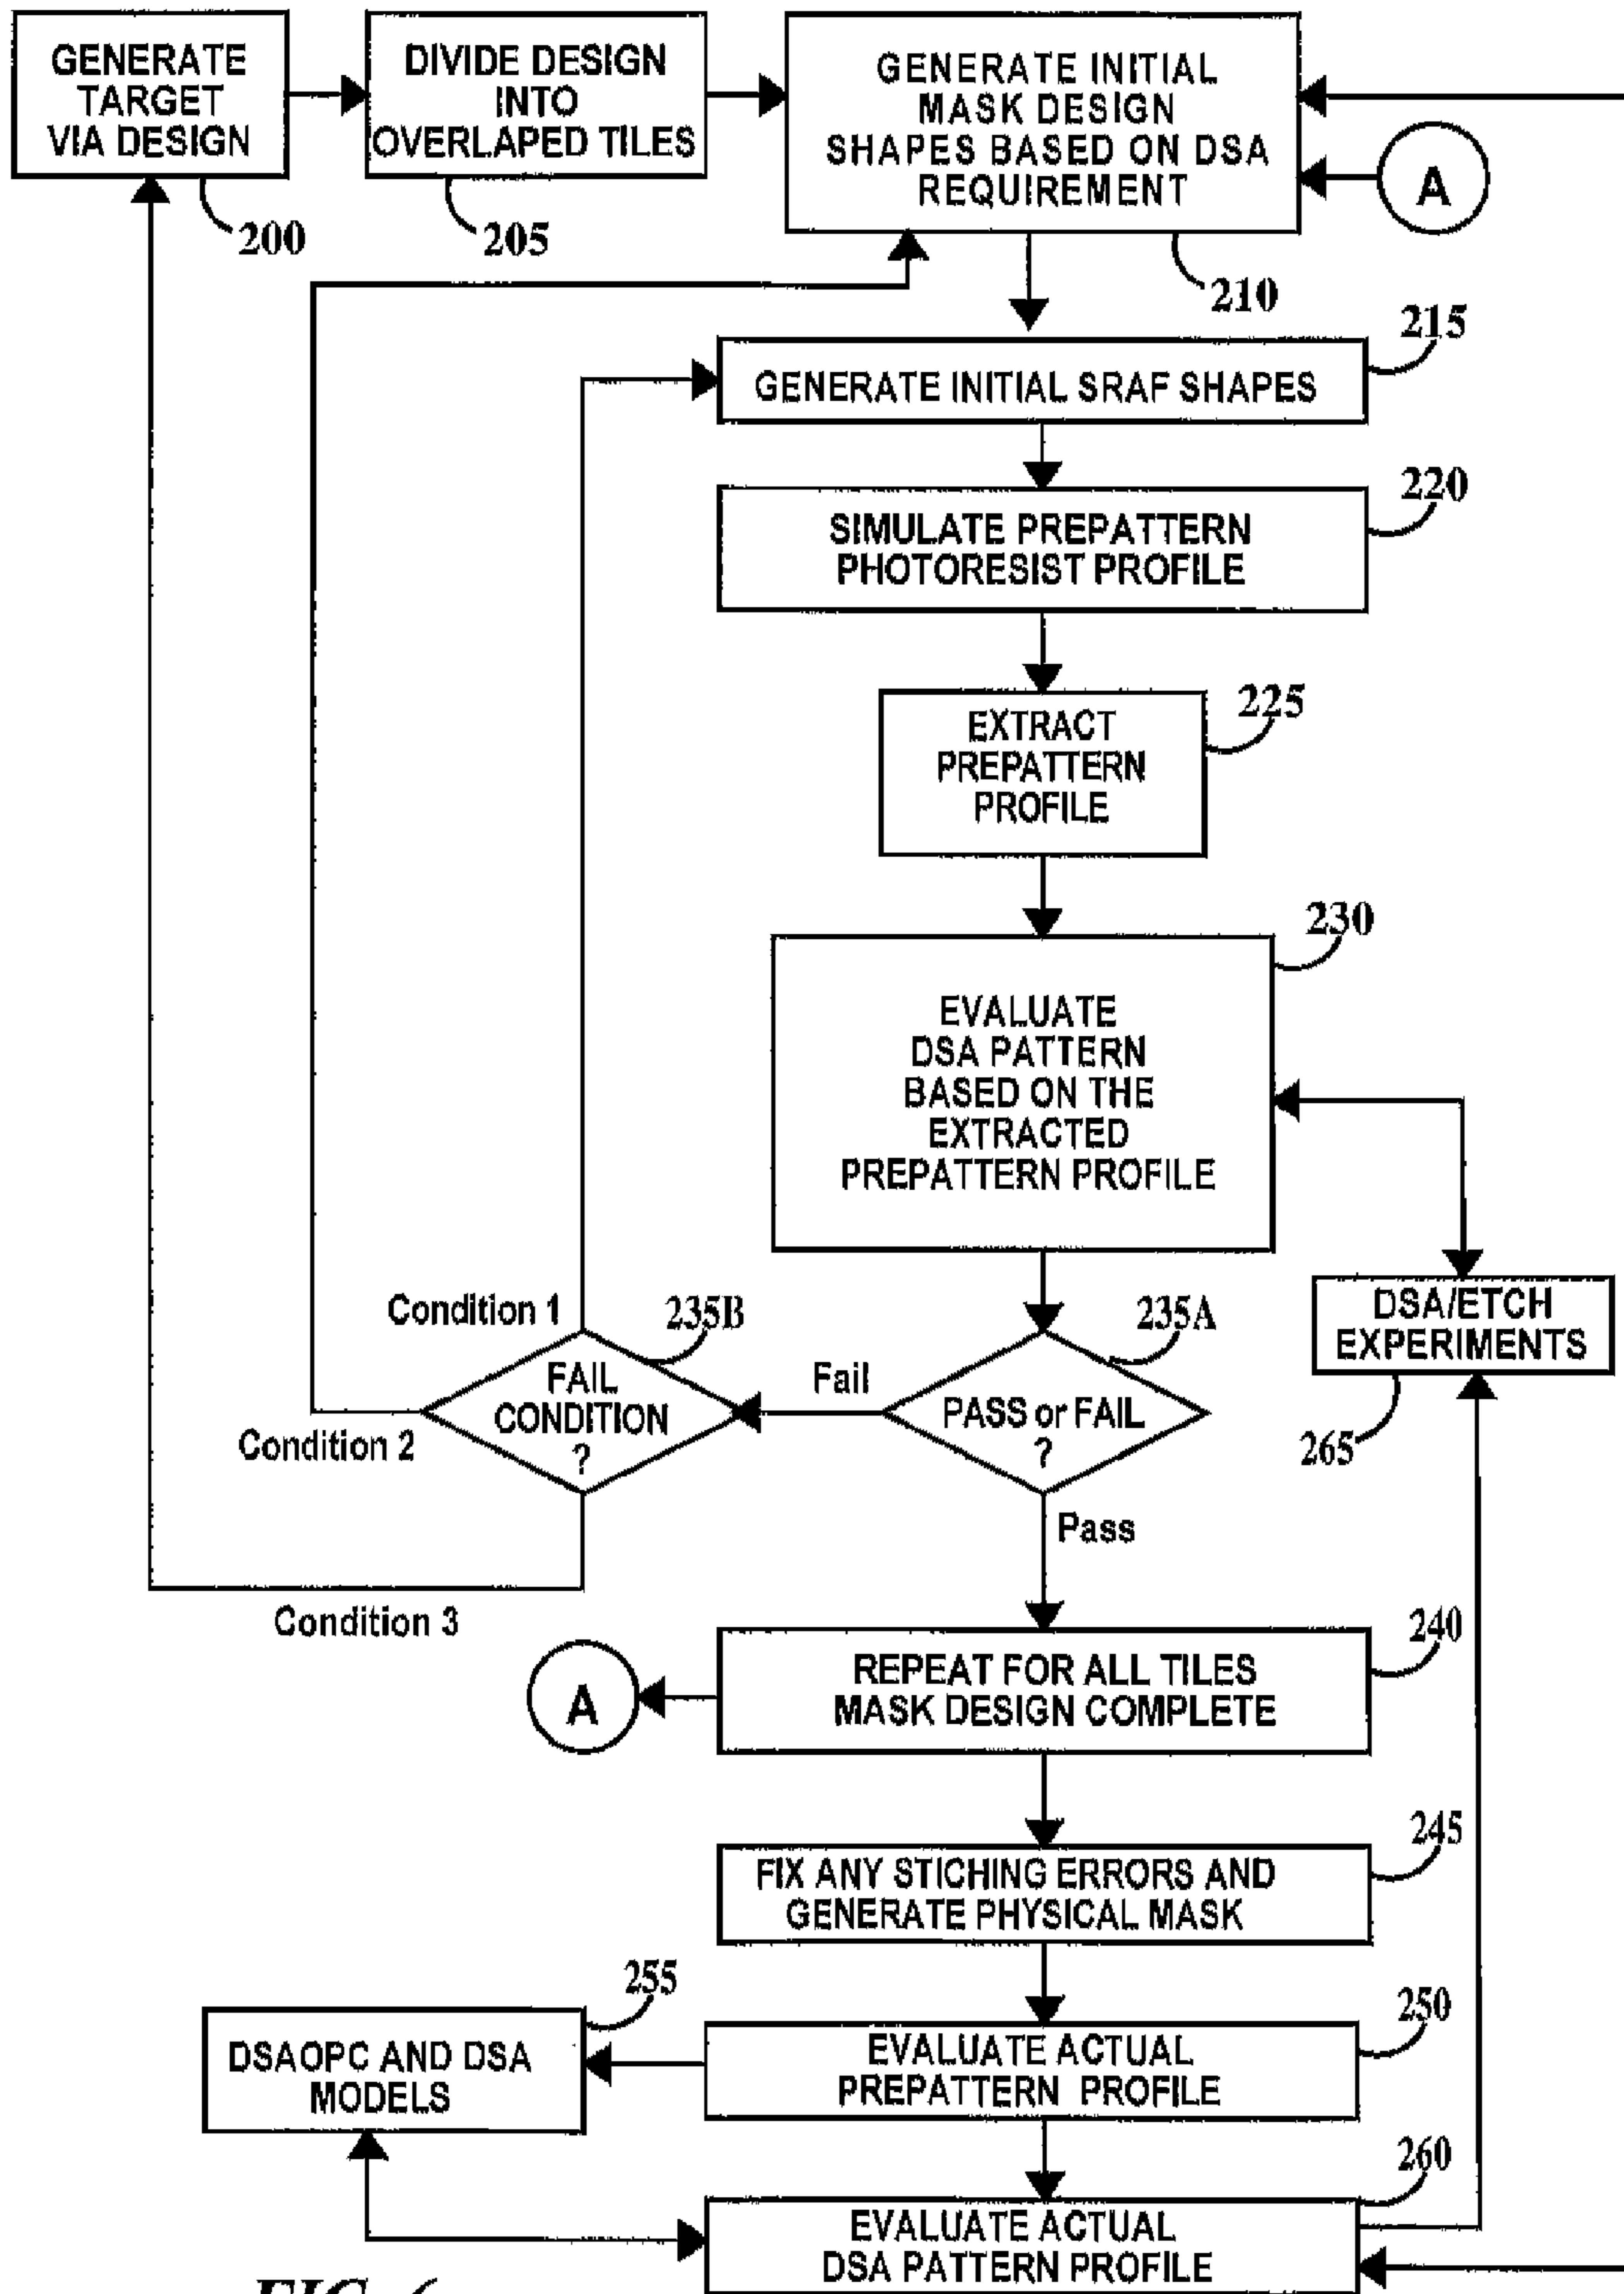 GENERATE
TARGET
VIA DESIGN
200
DIVIDE DESIGN
INTO
OVERLAPED TILES
205
GENERATE INITIAL
MASK DESIGN
SHAPES BASED ON DSA
REQUIREMENT
210
A
GENERATE INITIAL SRAF SHAPES
215
SIMULATE PREPATTERN
PHOTORESIST PROFILE
220
EXTRACT
PREPATTERN
PROFILE
225
EVALUATE
DSA PATTERN
BASED ON THE
EXTRACTED
PREPATTERN PROFILE
230
DSA/ETCH
EXPERIMENTS
265
PASS or FAIL
?
235A
Fail
Pass
FAIL
CONDITION
?
235B
Condition 1
Condition 2
Condition 3
REPEAT FOR ALL TILES
MASK DESIGN COMPLETE
240
A
FIX ANY STICHING ERRORS AND
GENERATE PHYSICAL MASK
245
EVALUATE ACTUAL
PREPATTERN PROFILE
250
DSAOPC AND DSA
MODELS
255
EVALUATE ACTUAL
DSA PATTERN PROFILE
260
FIG. 6